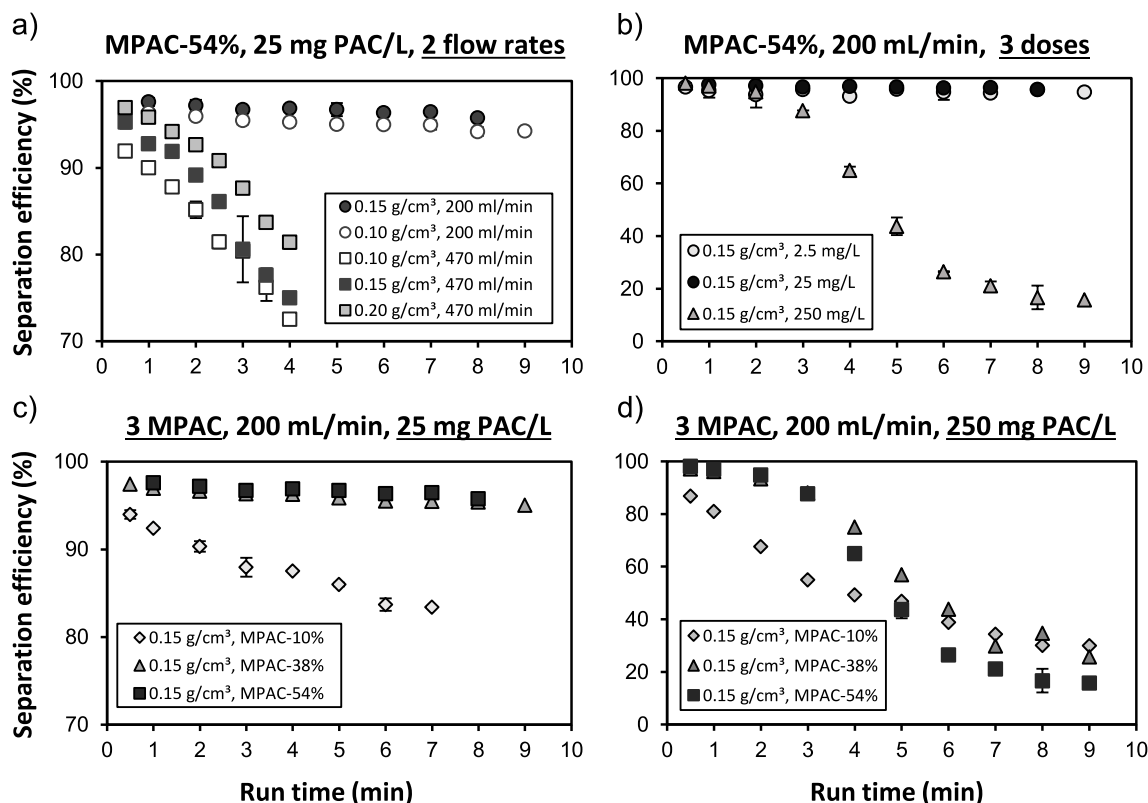 a)
MPAC-54%, 25 mg PAC/L, 2 flow rates
Separation efficiency (%)
100
90
80
70
0 1 2 3 4 5 6 7 8 9 10
0.15 g/cm³, 200 ml/min
0.10 g/cm³, 200 ml/min
0.10 g/cm³, 470 ml/min
0.15 g/cm³, 470 ml/min
0.20 g/cm³, 470 ml/min
b)
MPAC-54%, 200 mL/min, 3 doses
100
80
60
40
20
0
0 1 2 3 4 5 6 7 8 9 10
0.15 g/cm³, 2.5 mg/L
0.15 g/cm³, 25 mg/L
0.15 g/cm³, 250 mg/L
c)
3 MPAC, 200 mL/min, 25 mg PAC/L
Separation efficiency (%)
100
90
80
70
0 1 2 3 4 5 6 7 8 9 10
0.15 g/cm³, MPAC-10%
0.15 g/cm³, MPAC-38%
0.15 g/cm³, MPAC-54%
Run time (min)
d)
3 MPAC, 200 mL/min, 250 mg PAC/L
100
80
60
40
20
0
0 1 2 3 4 5 6 7 8 9 10
0.15 g/cm³, MPAC-10%
0.15 g/cm³, MPAC-38%
0.15 g/cm³, MPAC-54%
Run time (min)